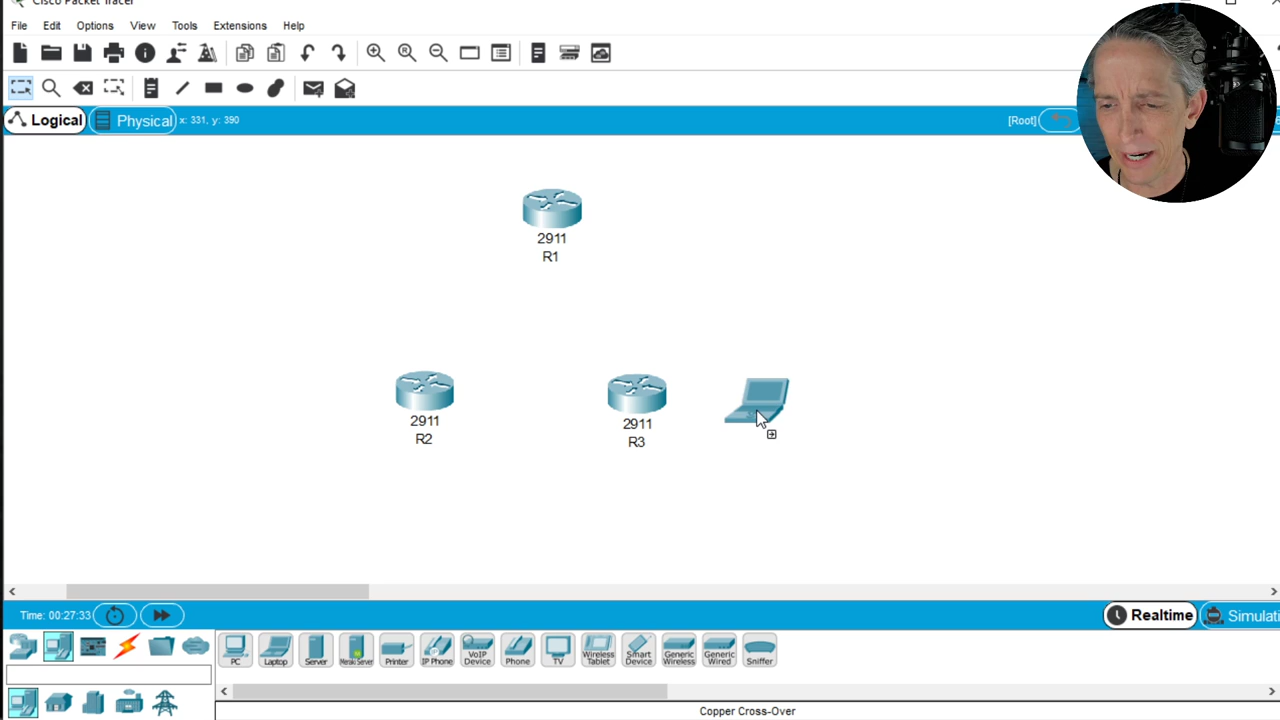 Cisco Packet Tracer
File Edit Options View Tools Extensions Help
Logical Physical x: 331, y: 390 [Root]
2911
R1
2911
R2
2911
R3
Time: 00:27:33 Realtime Simulati
PC Laptop Server Meraki Server Printer IP Phone VoIP Device Phone TV Wireless Tablet Smart Device Generic Wireless Generic Wired Sniffer
Copper Cross-Over